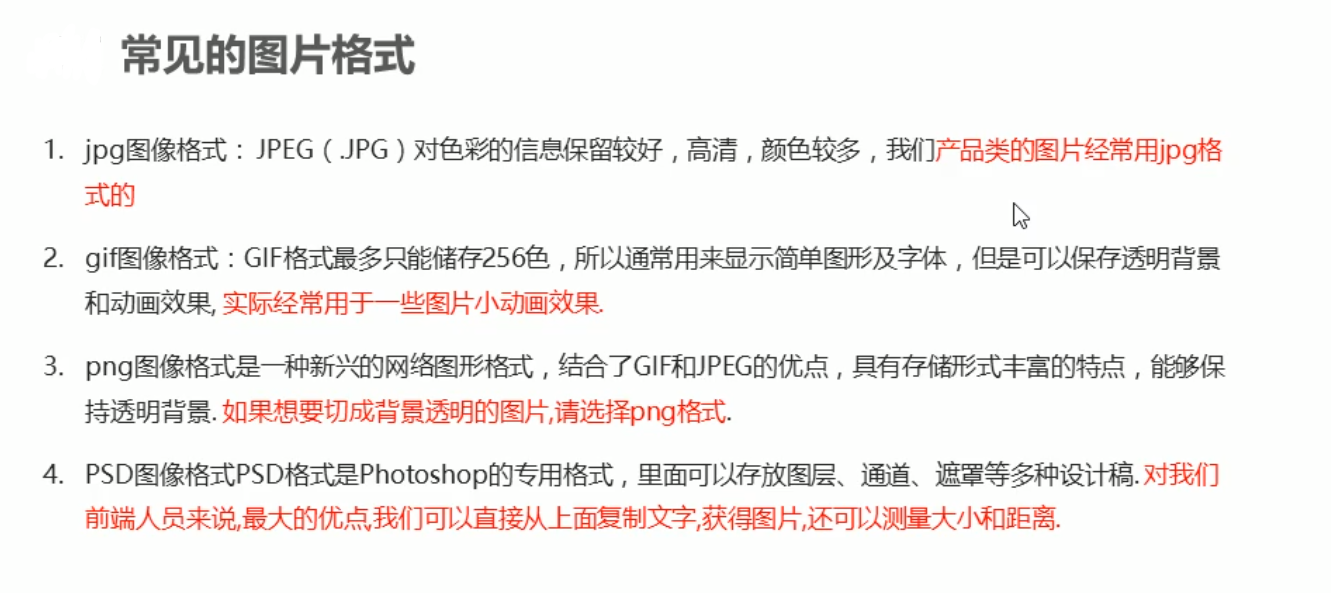 常见的图片格式
1. jpg图像格式：JPEG（.JPG）对色彩的信息保留较好，高清，颜色较多，我们产品类的图片经常用jpg格
式的
2. gif图像格式：GIF格式最多只能储存256色，所以通常用来显示简单图形及字体，但是可以保存透明背景
和动画效果, 实际经常用于一些图片小动画效果.
3. png图像格式是一种新兴的网络图形格式，结合了GIF和JPEG的优点，具有存储形式丰富的特点，能够保
持透明背景. 如果想要切成背景透明的图片,请选择png格式.
4. PSD图像格式PSD格式是Photoshop的专用格式，里面可以存放图层、通道、遮罩等多种设计稿. 对我们
前端人员来说,最大的优点,我们可以直接从上面复制文字,获得图片,还可以测量大小和距离.